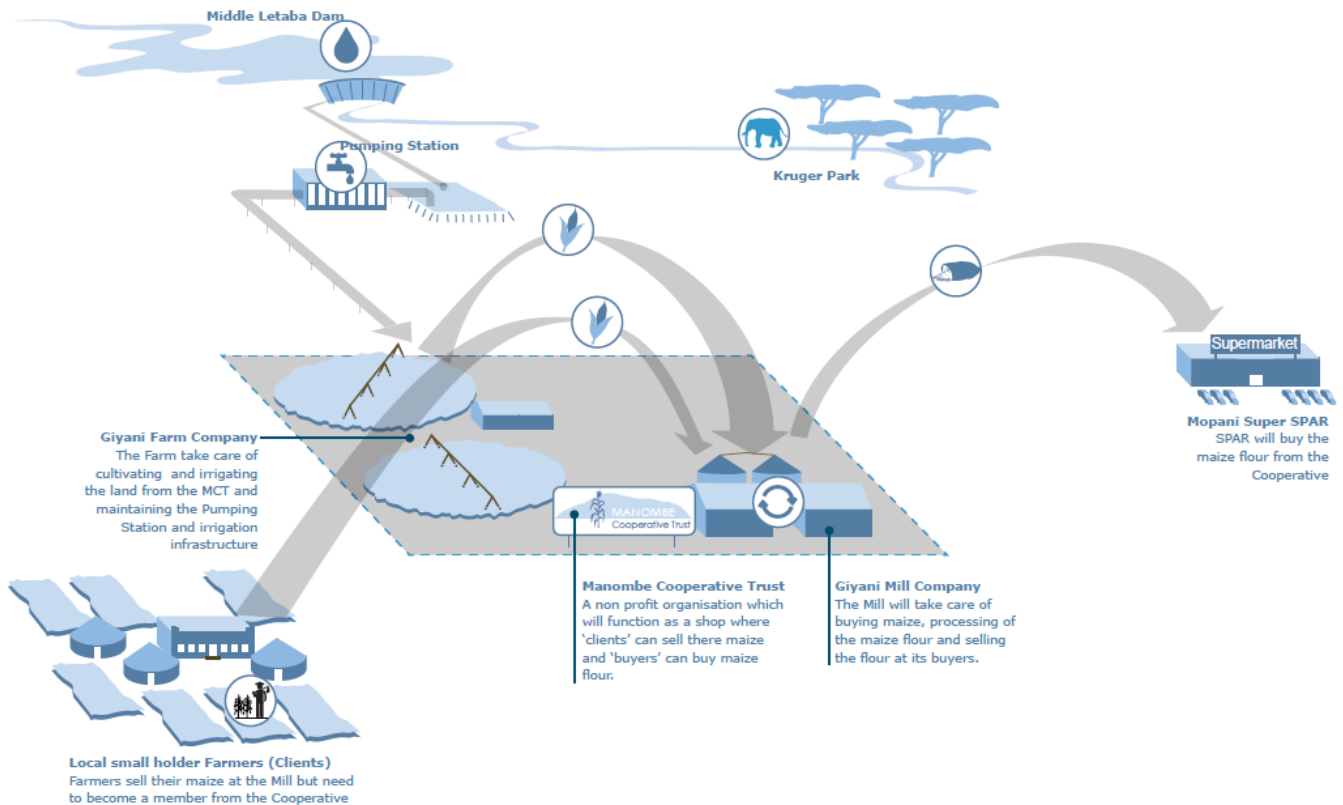 Middle Letaba Dam
Pumping Station
Kruger Park
Supermarket
Mopani Super SPAR
SPAR will buy the
maize flour from the
Cooperative
Giyani Farm Company
The Farm take care of
cultivating and irrigating
the land from the MCT and
maintaining the Pumping
Station and irrigation
infrastructure
MANOMBE
Cooperative Trust
Manombe Cooperative Trust
A non profit organisation which
will function as a shop where
‘clients’ can sell there maize
and ‘buyers’ can buy maize
flour.
Giyani Mill Company
The Mill will take care of
buying maize, processing of
the maize flour and selling
the flour at its buyers.
Local small holder Farmers (Clients)
Farmers sell their maize at the Mill but need
to become a member from the Cooperative